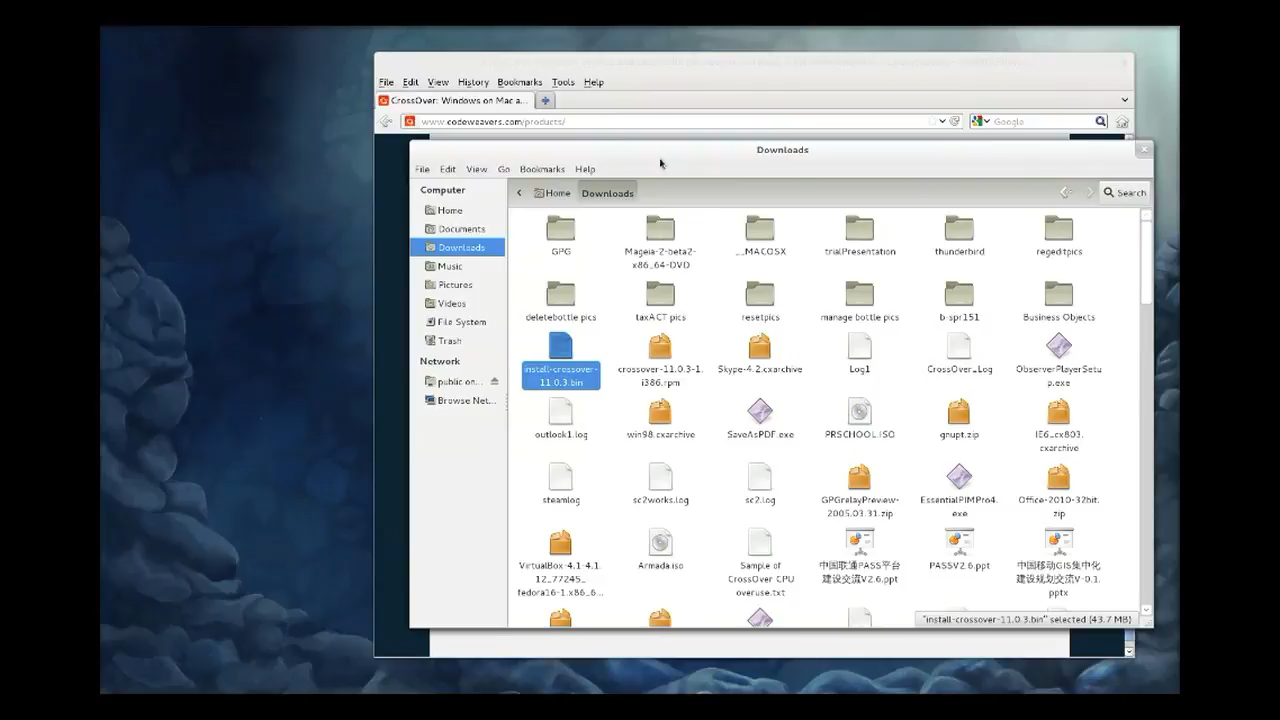 File Edit View History Bookmarks Tools Help
CrossOver: Windows on Mac a...
www.codeweavers.com/products/
Google
Downloads
File Edit View Go Bookmarks Help
Computer
Home
Documents
Downloads
Music
Pictures
Videos
File System
Trash
Network
public on...
Browse Net...
Home Downloads Search
GPG
Mageia-2-beta2-
x86_64-DVD
__MACOSX
trialPresentation
thunderbird
regeditpics
deletebottle pics
taxACT pics
resetpics
manage bottle pics
b-spr151
Business Objects
install-crossover-
11.0.3.bin
crossover-11.0.3-1.
i386.rpm
Skype-4.2.cxarchive
Log1
CrossOver_Log
ObserverPlayerSetu
p.exe
outlook1.log
win98.cxarchive
SaveAsPDF.exe
PRSCHOOL.ISO
gnupt.zip
IE6_cx803.
cxarchive
steamlog
sc2works.log
sc2.log
GPGrelayPreview-
2005.03.31.zip
EssentialPIMPro4.
exe
Office-2010-32bit.
zip
VirtualBox-4.1-4.1.
12_77245_
fedora16-1.x86_6...
Armada.iso
Sample of
CrossOver CPU
overuse.txt
中国联通PASS平台
建设交流V2.6.ppt
PASSV2.6.ppt
中国移动GIS集中化
建设规划交流V-0.1.
pptx
"install-crossover-11.0.3.bin" selected (43.7 MB)